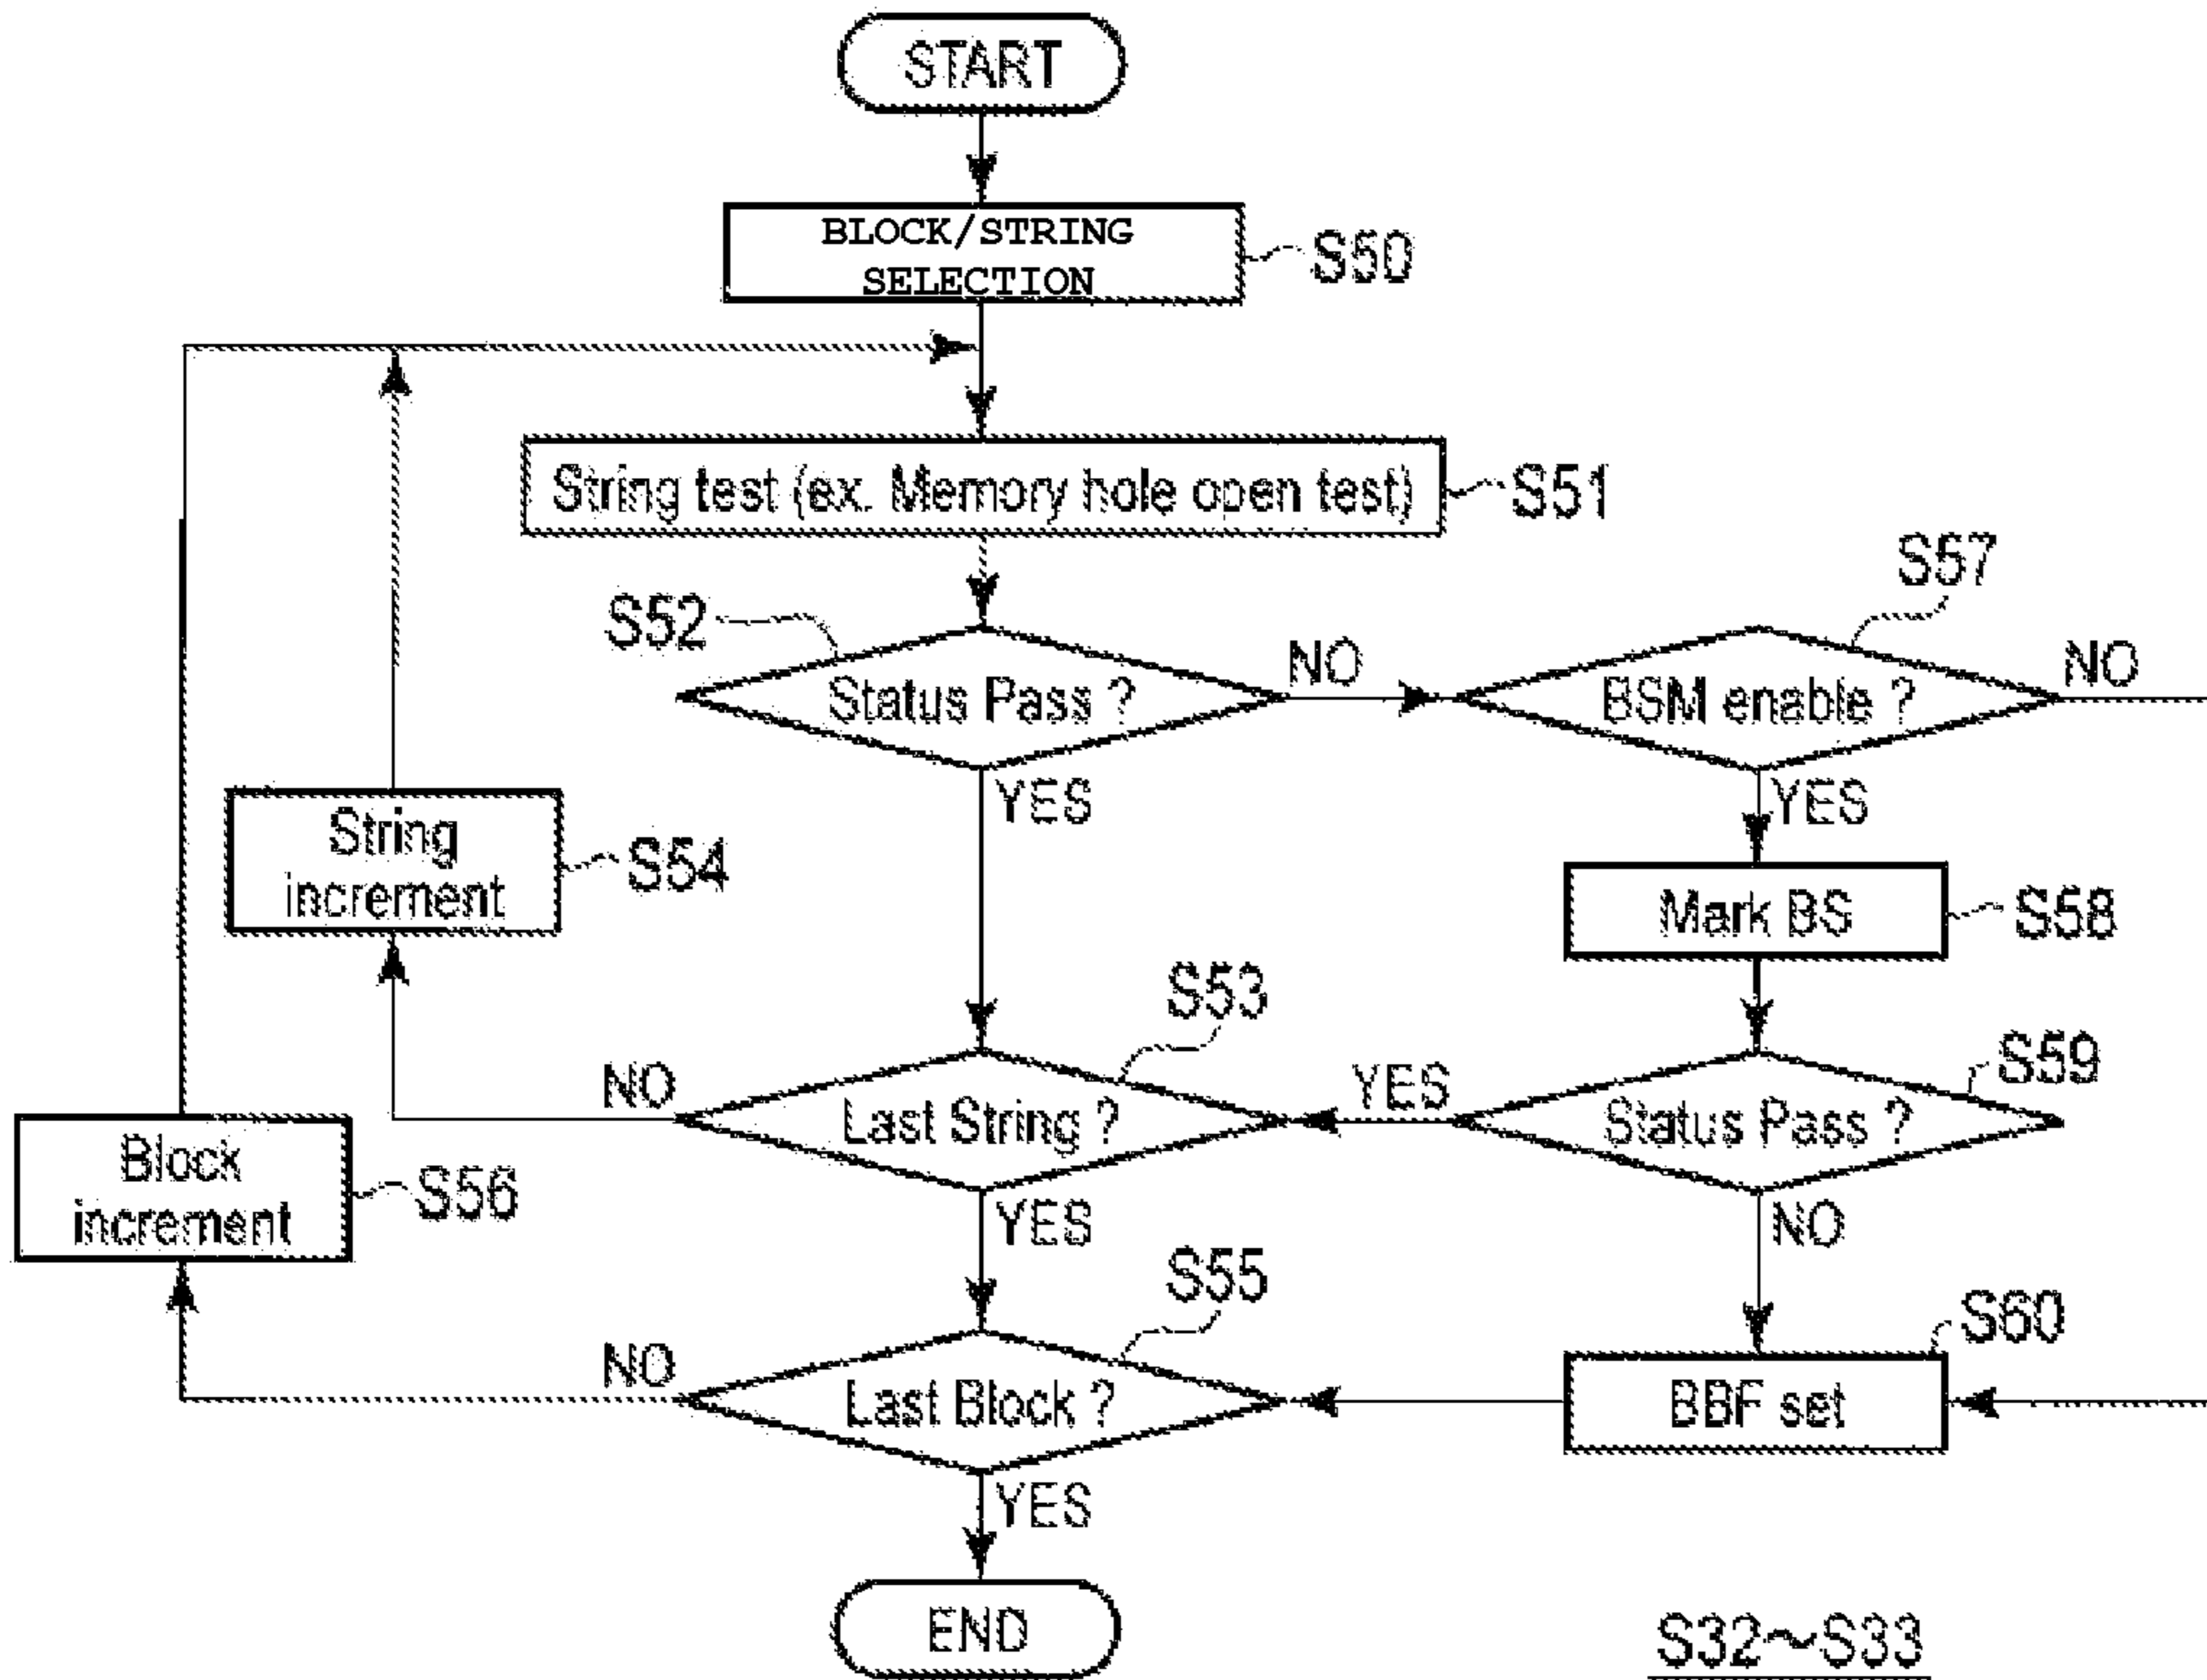 START
BLOCK/STRING
SELECTION
S50
String test (ex. Memory hole open test)
S51
S52
Status Pass ?
NO
YES
S57
BSM enable ?
NO
YES
String
increment
S54
Mark BS
S58
S53
Last String ?
NO
YES
YES
S59
Status Pass ?
NO
Block
increment
S56
S55
Last Block ?
NO
YES
S60
BBF set
END
S32~S33